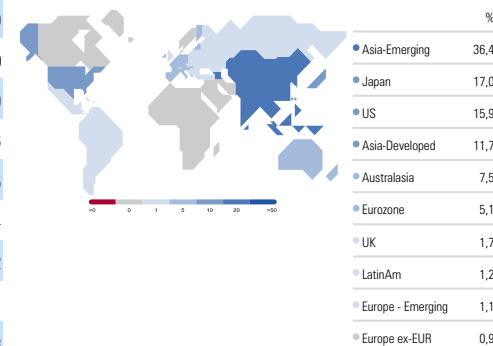 %
Asia-Emerging 36,4
Japan 17,0
US 15,9
Asia-Developed 11,7
Australasia 7,5
Eurozone 5,1
UK 1,7
LatinAm 1,2
Europe - Emerging 1,1
Europe ex-EUR 0,9
<0 0 1 5 10 20 >50